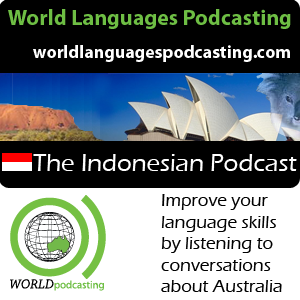 World Languages Podcasting
worldlanguagespodcasting.com
The Indonesian Podcast
Improve your
language skills
by listening to
conversations
about Australia
WORLDpodcasting